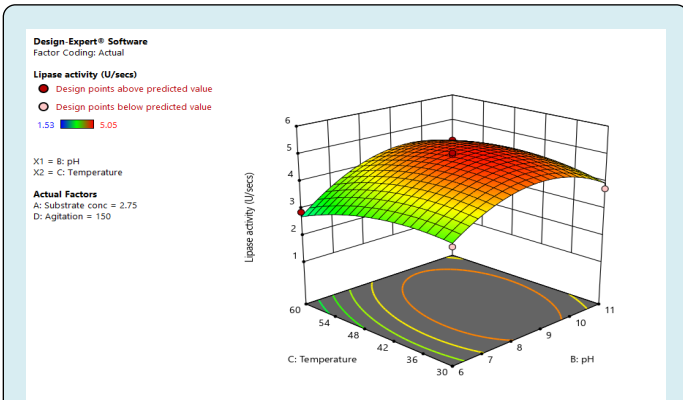 Design-Expert® Software
Factor Coding: Actual
Lipase activity (U/secs)
Design points above predicted value
Design points below predicted value
1.53 5.05
X1 = B: pH
X2 = C: Temperature
Actual Factors
A: Substrate conc = 2.75
D: Agitation = 150
Lipase activity (U/secs)
6
5
4
3
2
1
60
54
48
42
36
30
6
7
8
9
10
11
C: Temperature
B: pH